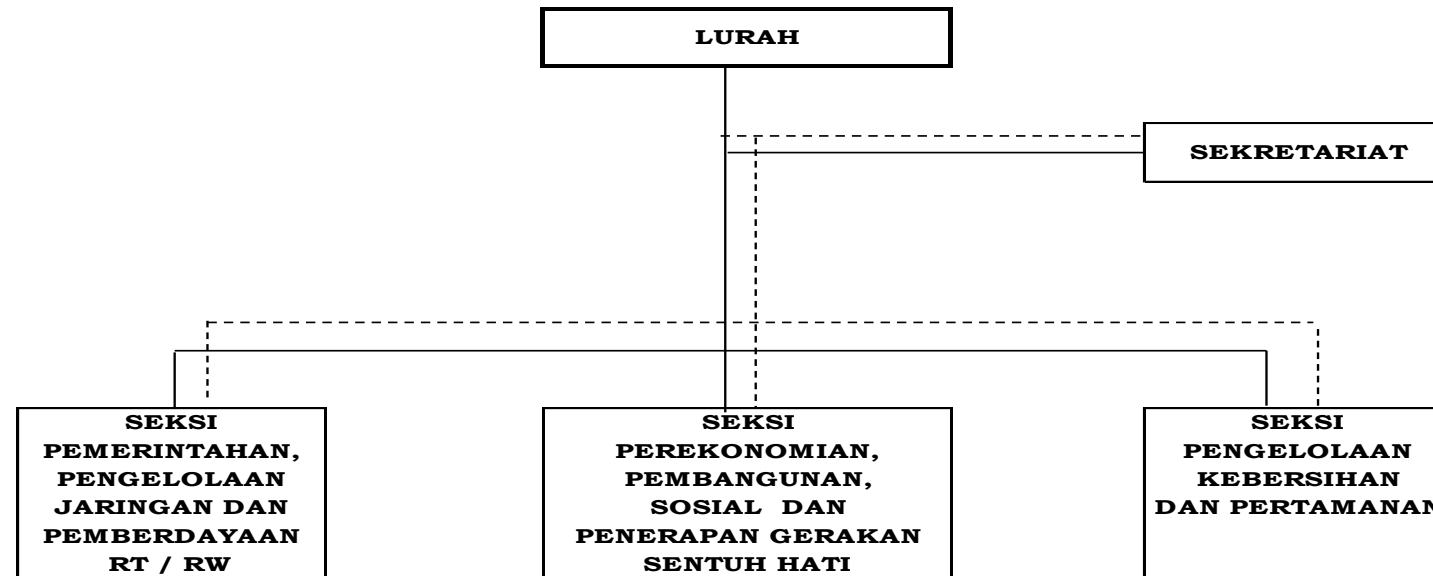 LURAH
SEKRETARIAT
SEKSI
PEMERINTAHAN,
PENGELOLAAN
JARINGAN DAN
PEMBERDAYAAN
RT / RW
SEKSI
PEREKONOMIAN,
PEMBANGUNAN,
SOSIAL DAN
PENERAPAN GERAKAN
SENTUH HATI
SEKSI
PENGELOLAAN
KEBERSIHAN
DAN PERTAMANAN